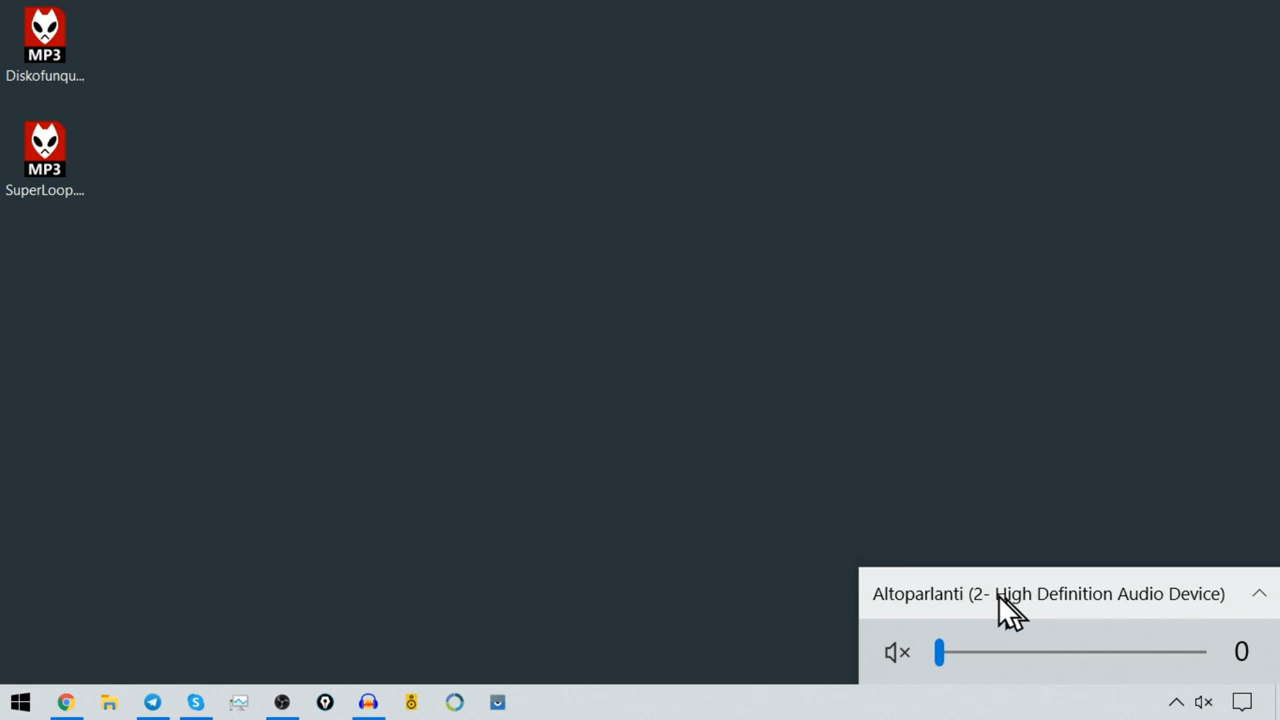 MP3
Diskofunqu...
MP3
SuperLoop....
Altoparlanti (2- High Definition Audio Device)
0